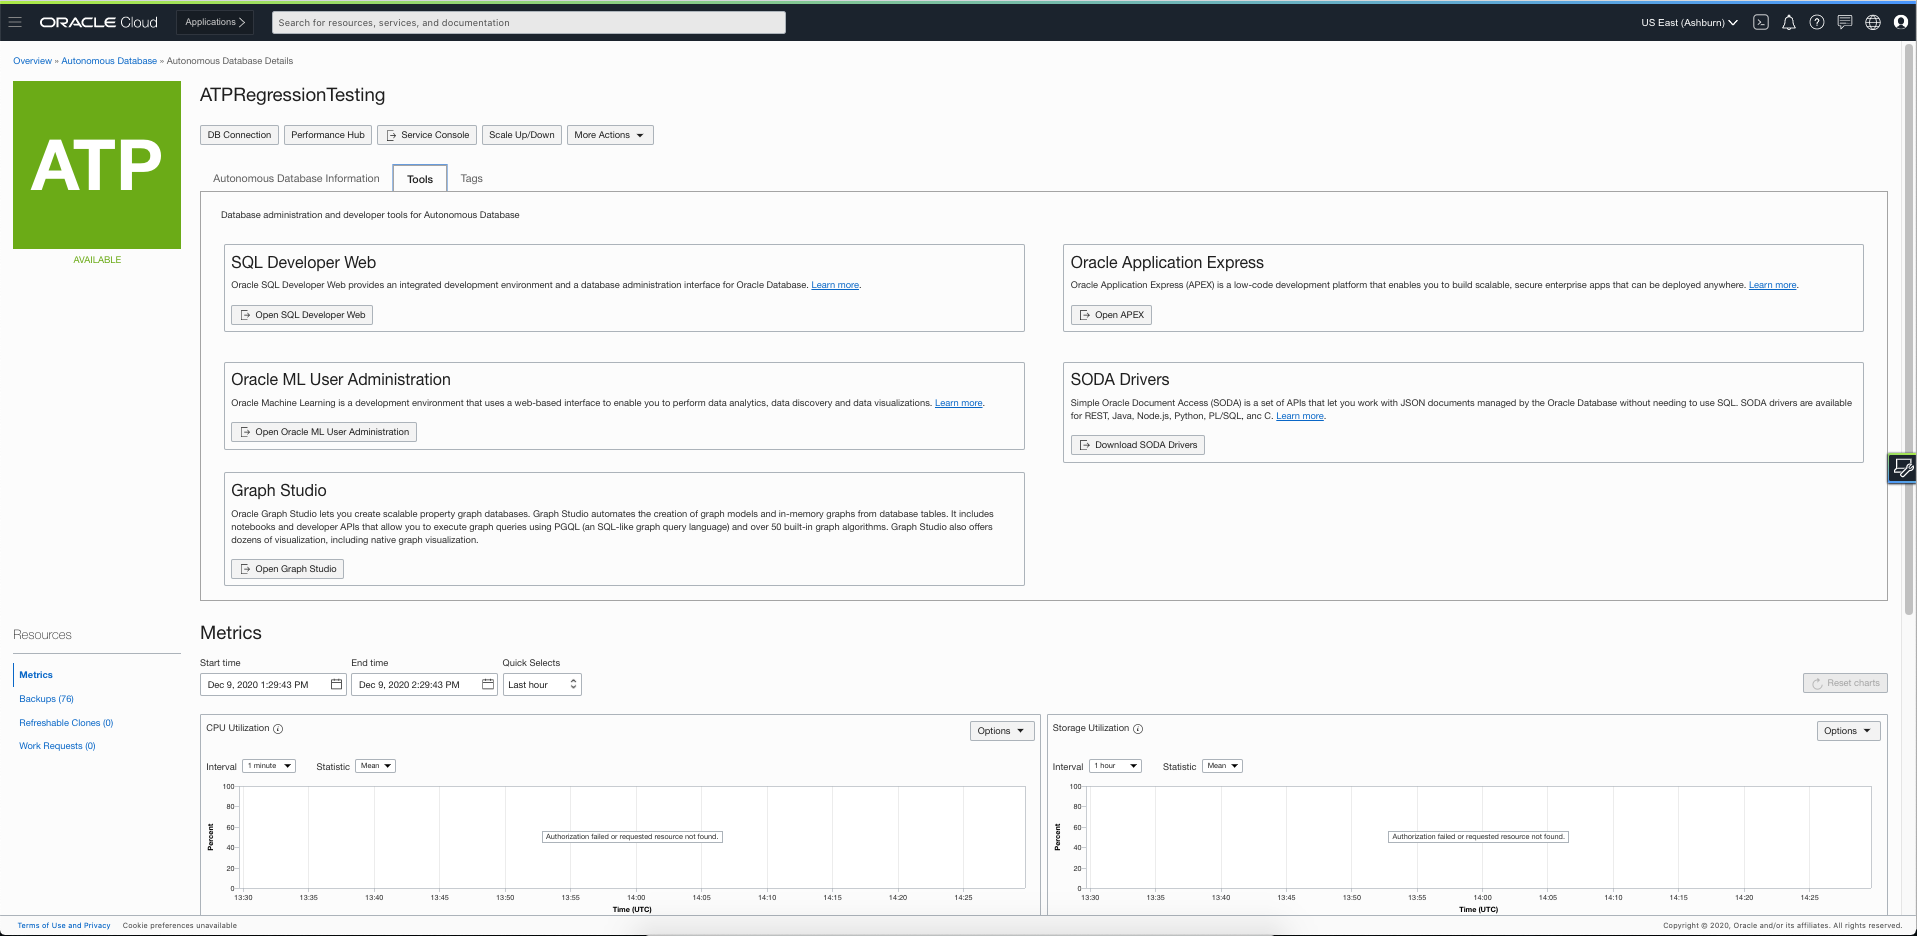 ORACLE Cloud
Applications
Search for resources, services, and documentation
US East (Ashburn)
Overview » Autonomous Database » Autonomous Database Details
ATP
AVAILABLE
ATPRegressionTesting
DB Connection
Performance Hub
Service Console
Scale Up/Down
More Actions
Autonomous Database Information
Tools
Tags
Database administration and developer tools for Autonomous Database
SQL Developer Web
Oracle SQL Developer Web provides an integrated development environment and a database administration interface for Oracle Database. Learn more.
Open SQL Developer Web
Oracle Application Express
Oracle Application Express (APEX) is a low-code development platform that enables you to build scalable, secure enterprise apps that can be deployed anywhere. Learn more.
Open APEX
Oracle ML User Administration
Oracle Machine Learning is a development environment that uses a web-based interface to enable you to perform data analytics, data discovery and data visualizations. Learn more.
Open Oracle ML User Administration
SODA Drivers
Simple Oracle Document Access (SODA) is a set of APIs that let you work with JSON documents managed by the Oracle Database without needing to use SQL. SODA drivers are available
for REST, Java, Node.js, Python, PL/SQL, anc C. Learn more.
Download SODA Drivers
Graph Studio
Oracle Graph Studio lets you create scalable property graph databases. Graph Studio automates the creation of graph models and in-memory graphs from database tables. It includes
notebooks and developer APIs that allow you to execute graph queries using PGQL (an SQL-like graph query language) and over 50 built-in graph algorithms. Graph Studio also offers
dozens of visualization, including native graph visualization.
Open Graph Studio
Resources
Metrics
Backups (76)
Refreshable Clones (0)
Work Requests (0)
Metrics
Start time
End time
Quick Selects
Dec 9, 2020 1:29:43 PM
Dec 9, 2020 2:29:43 PM
Last hour
Reset charts
CPU Utilization
Options
Interval
1 minute
Statistic
Mean
100
80
60
40
20
0
Percent
Authorization failed or requested resource not found.
13:30
13:35
13:40
13:45
13:50
13:55
14:00
14:05
14:10
14:15
14:20
14:25
Time (UTC)
Storage Utilization
Options
Interval
1 hour
Statistic
Mean
100
80
60
40
20
0
Percent
Authorization failed or requested resource not found.
13:30
13:35
13:40
13:45
13:50
13:55
14:00
14:05
14:10
14:15
14:20
14:25
Time (UTC)
Terms of Use and Privacy
Cookie preferences unavailable
Copyright © 2020, Oracle and/or its affiliates. All rights reserved.